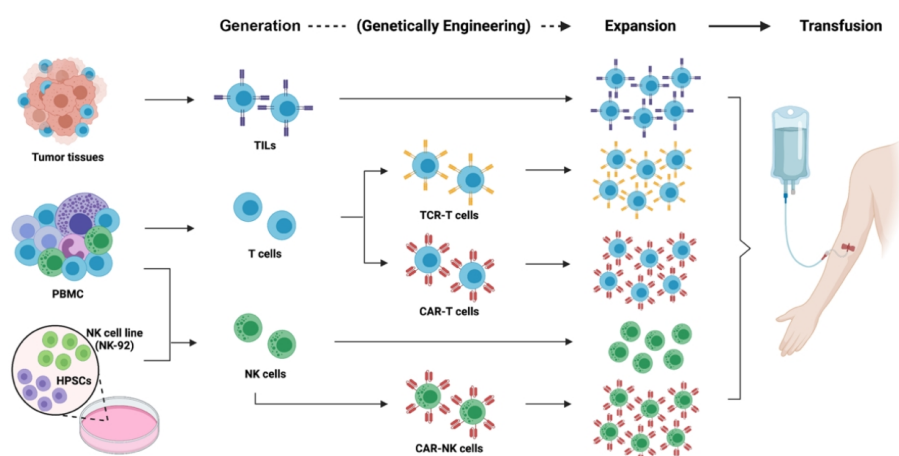 Generation
(Genetically Engineering)
Expansion
Transfusion
Tumor tissues
TILs
TCR-T cells
PBMC
T cells
CAR-T cells
NK cell line
(NK-92)
HPSCs
NK cells
CAR-NK cells